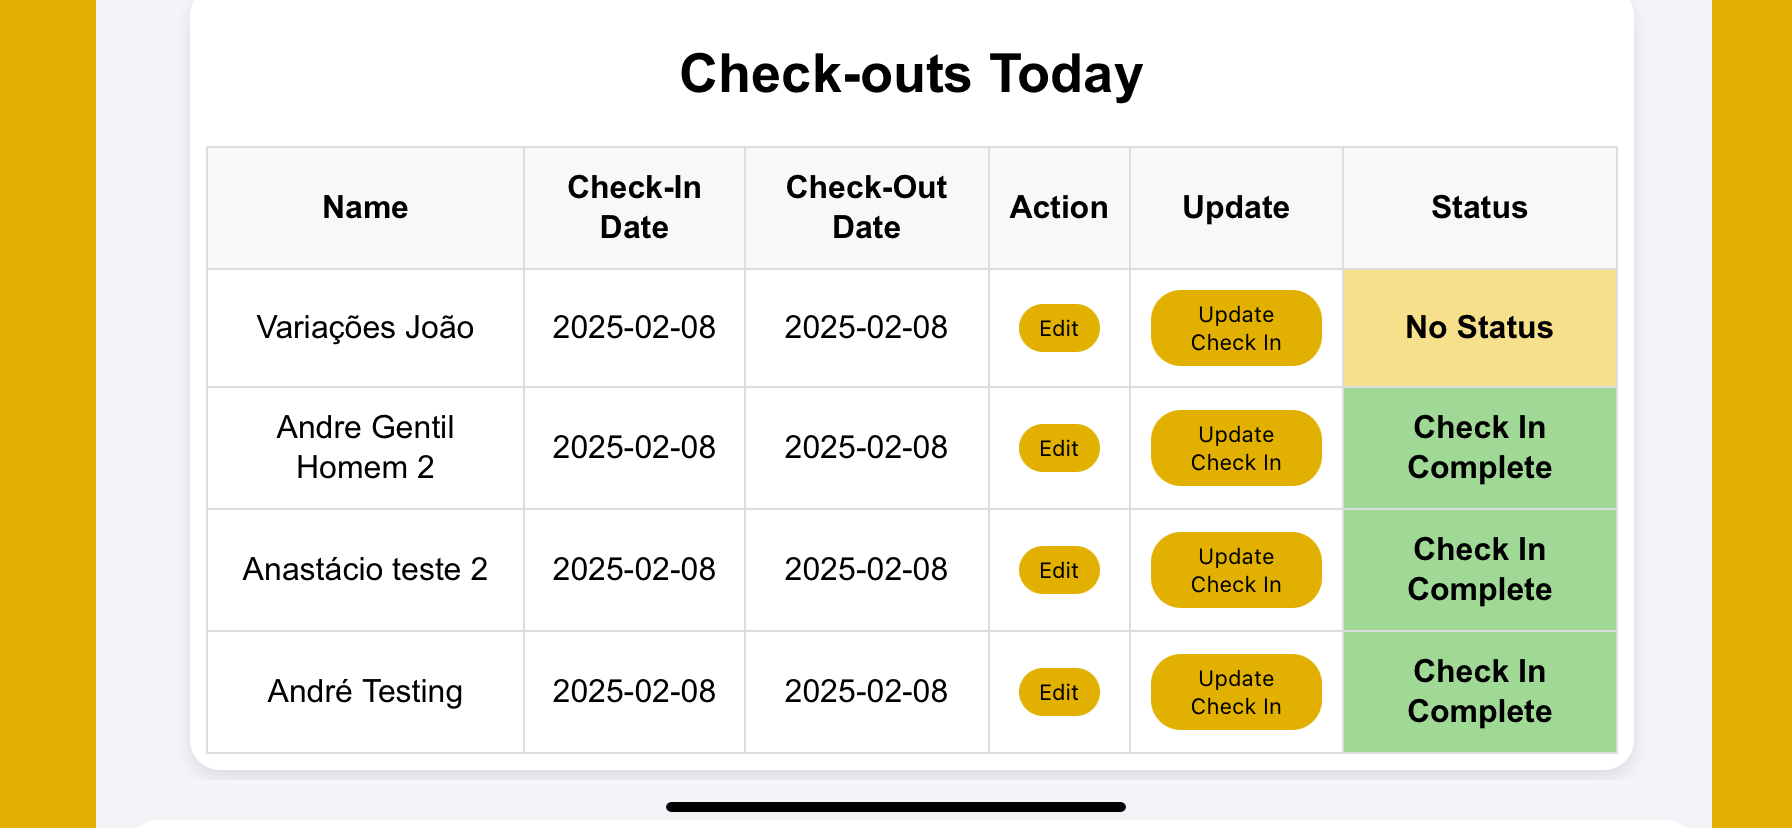 Check-outs Today
Name
Check-In
Date
Check-Out
Date
Action
Update
Status
Variações João
2025-02-08
2025-02-08
Edit
Update
Check In
No Status
Andre Gentil
Homem 2
2025-02-08
2025-02-08
Edit
Update
Check In
Check In
Complete
Anastácio teste 2
2025-02-08
2025-02-08
Edit
Update
Check In
Check In
Complete
André Testing
2025-02-08
2025-02-08
Edit
Update
Check In
Check In
Complete